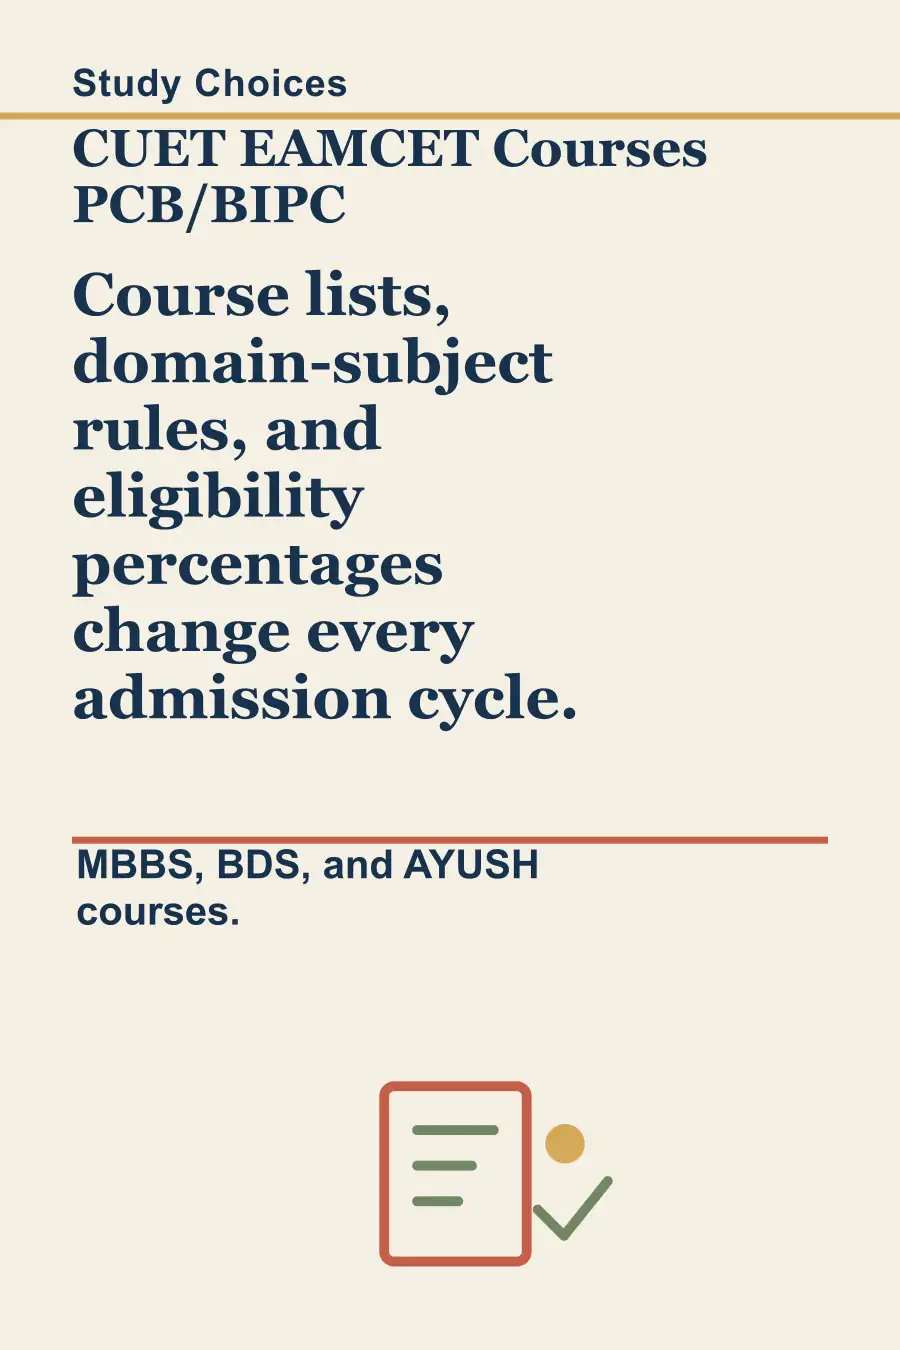 Study Choices
CUET EAMCET Courses
PCB/BIPC
Course lists,
domain-subject
rules, and
eligibility
percentages
change every
admission cycle.
MBBS, BDS, and AYUSH
courses.